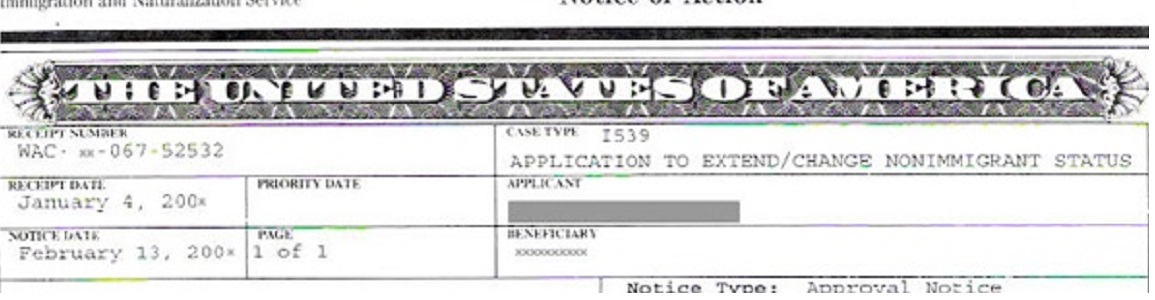 Immigration and Naturalization Service
Notice of Action
THE UNITED STATES OF AMERICA
RECEIPT NUMBER
WAC- xx-067-52532
CASE TYPE I539
APPLICATION TO EXTEND/CHANGE NONIMMIGRANT STATUS
RECEIPT DATE
January 4, 200x
PRIORITY DATE
APPLICANT
NOTICE DATE
February 13, 200x
PAGE
1 of 1
BENEFICIARY
xxxxxxxxxx
Notice Type: Approval Notice